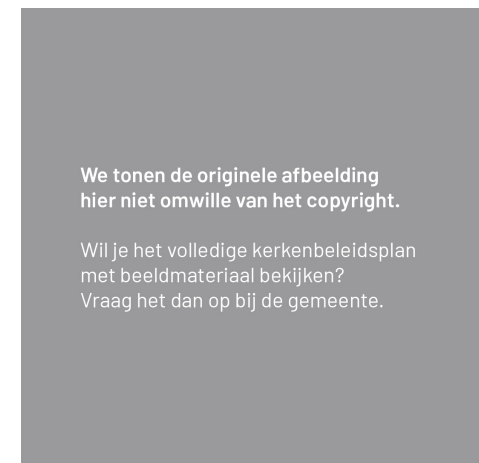 We tonen de originele afbeelding
hier niet omwille van het copyright.
Wil je het volledige kerkenbeleidsplan
met beeldmateriaal bekijken?
Vraag het dan op bij de gemeente.